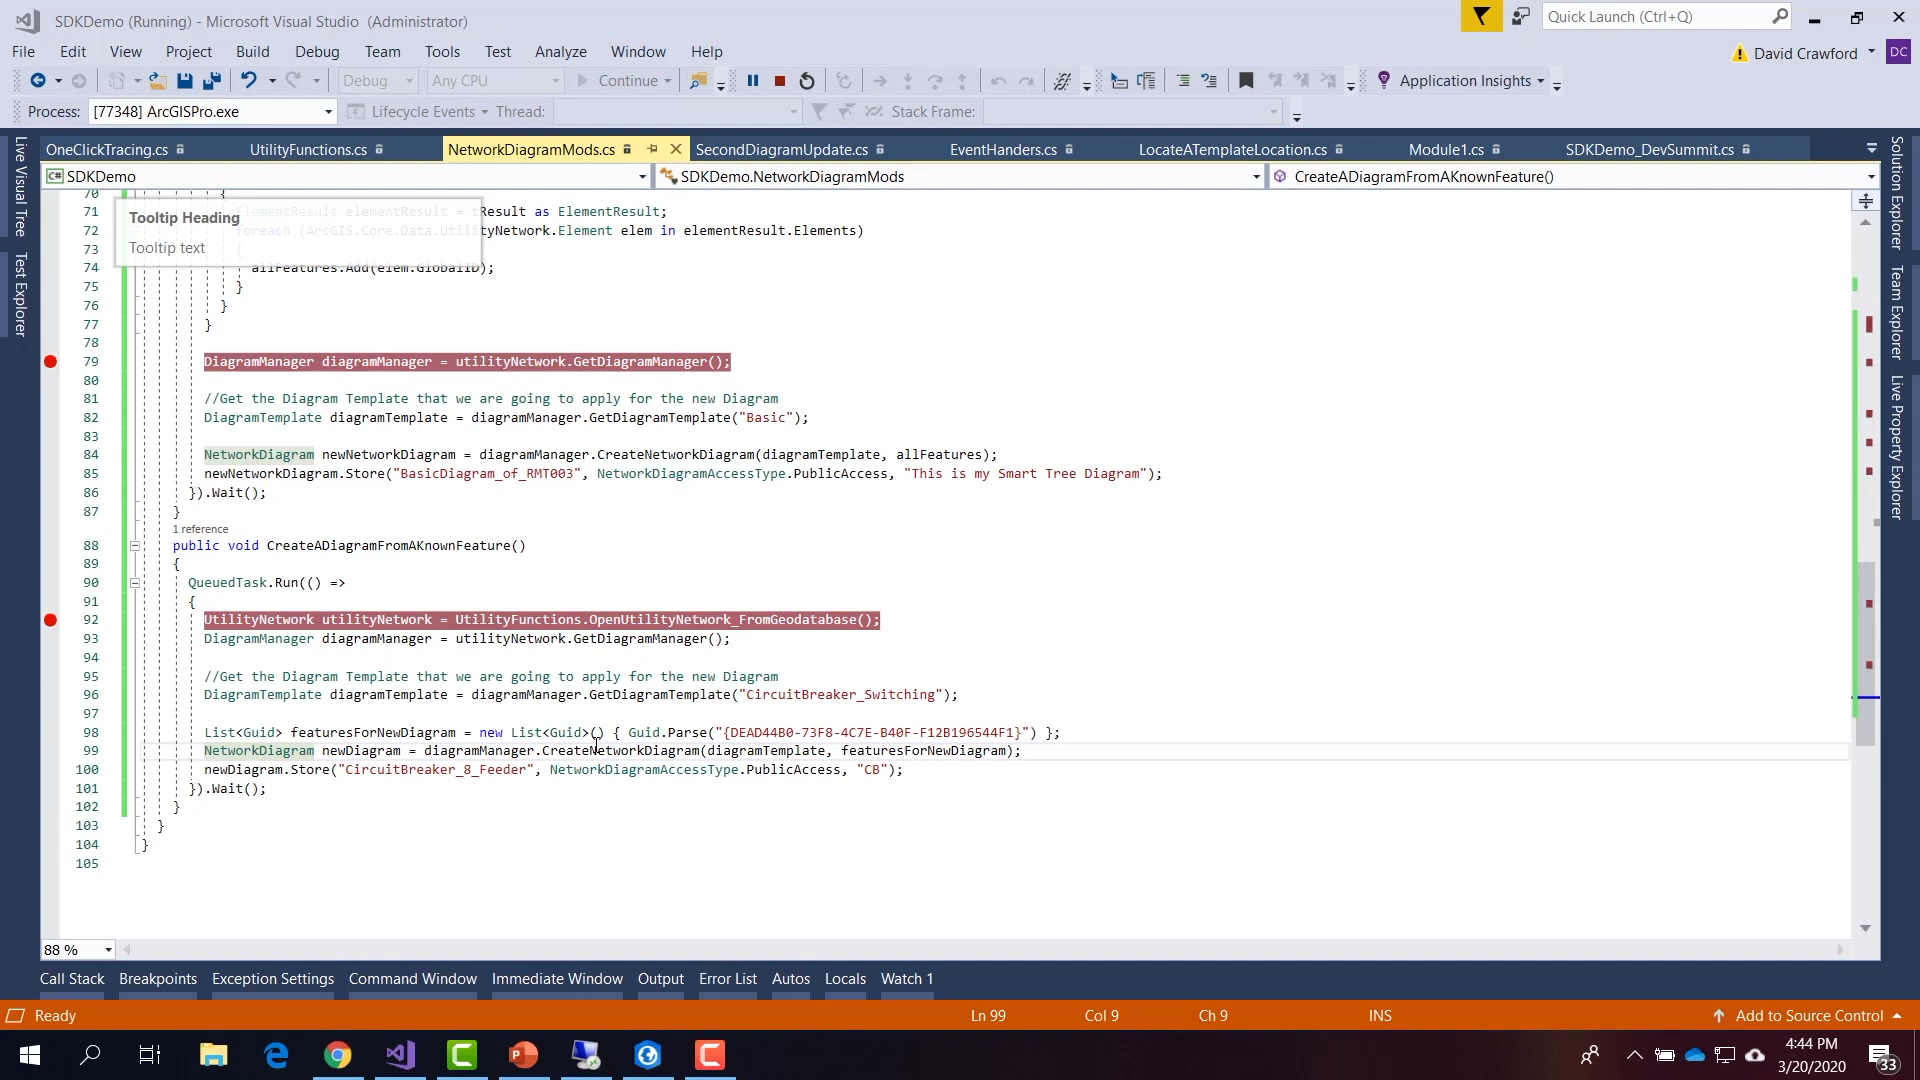 SDKDemo (Running) - Microsoft Visual Studio (Administrator)
Quick Launch (Ctrl+Q)
File Edit View Project Build Debug Team Tools Test Analyze Window Help
David Crawford DC
Debug Any CPU Continue Application Insights
Process: [77348] ArcGISPro.exe Lifecycle Events Thread: Stack Frame:
Live Visual Tree
Test Explorer
OneClickTracing.cs UtilityFunctions.cs NetworkDiagramMods.cs SecondDiagramUpdate.cs EventHanders.cs LocateATemplateLocation.cs Module1.cs SDKDemo_DevSummit.cs
C# SDKDemo SDKDemo.NetworkDiagramMods CreateADiagramFromAKnownFeature()
Solution Explorer
Team Explorer
Live Property Explorer
Tooltip Heading
Tooltip text
70 {
71 ElementResult elementResult = tResult as ElementResult;
72 foreach (ArcGIS.Core.Data.UtilityNetwork.Element elem in elementResult.Elements)
73 {
74 allFeatures.Add(elem.GlobalID);
75 }
76 }
77 }
78
79 DiagramManager diagramManager = utilityNetwork.GetDiagramManager();
80
81 //Get the Diagram Template that we are going to apply for the new Diagram
82 DiagramTemplate diagramTemplate = diagramManager.GetDiagramTemplate("Basic");
83
84 NetworkDiagram newNetworkDiagram = diagramManager.CreateNetworkDiagram(diagramTemplate, allFeatures);
85 newNetworkDiagram.Store("BasicDiagram_of_RMT003", NetworkDiagramAccessType.PublicAccess, "This is my Smart Tree Diagram");
86 }).Wait();
87 }
1 reference
88 public void CreateADiagramFromAKnownFeature()
89 {
90 QueuedTask.Run(() =>
91 {
92 UtilityNetwork utilityNetwork = UtilityFunctions.OpenUtilityNetwork_FromGeodatabase();
93 DiagramManager diagramManager = utilityNetwork.GetDiagramManager();
94
95 //Get the Diagram Template that we are going to apply for the new Diagram
96 DiagramTemplate diagramTemplate = diagramManager.GetDiagramTemplate("CircuitBreaker_Switching");
97
98 List<Guid> featuresForNewDiagram = new List<Guid>() { Guid.Parse("{DEAD44B0-73F8-4C7E-B40F-F12B196544F1}") };
99 NetworkDiagram newDiagram = diagramManager.CreateNetworkDiagram(diagramTemplate, featuresForNewDiagram);
100 newDiagram.Store("CircuitBreaker_8_Feeder", NetworkDiagramAccessType.PublicAccess, "CB");
101 }).Wait();
102 }
103 }
104 }
105
88 %
Call Stack Breakpoints Exception Settings Command Window Immediate Window Output Error List Autos Locals Watch 1
Ready Ln 99 Col 9 Ch 9 INS Add to Source Control
4:44 PM
3/20/2020
33